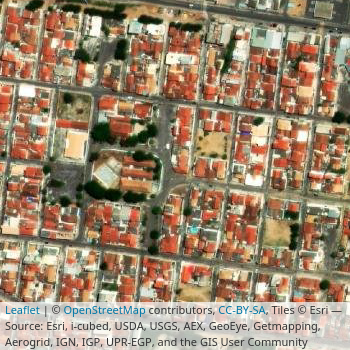 Leaflet | © OpenStreetMap contributors, CC-BY-SA, Tiles © Esri —
Source: Esri, i-cubed, USDA, USGS, AEX, GeoEye, Getmapping,
Aerogrid, IGN, IGP, UPR-EGP, and the GIS User Community